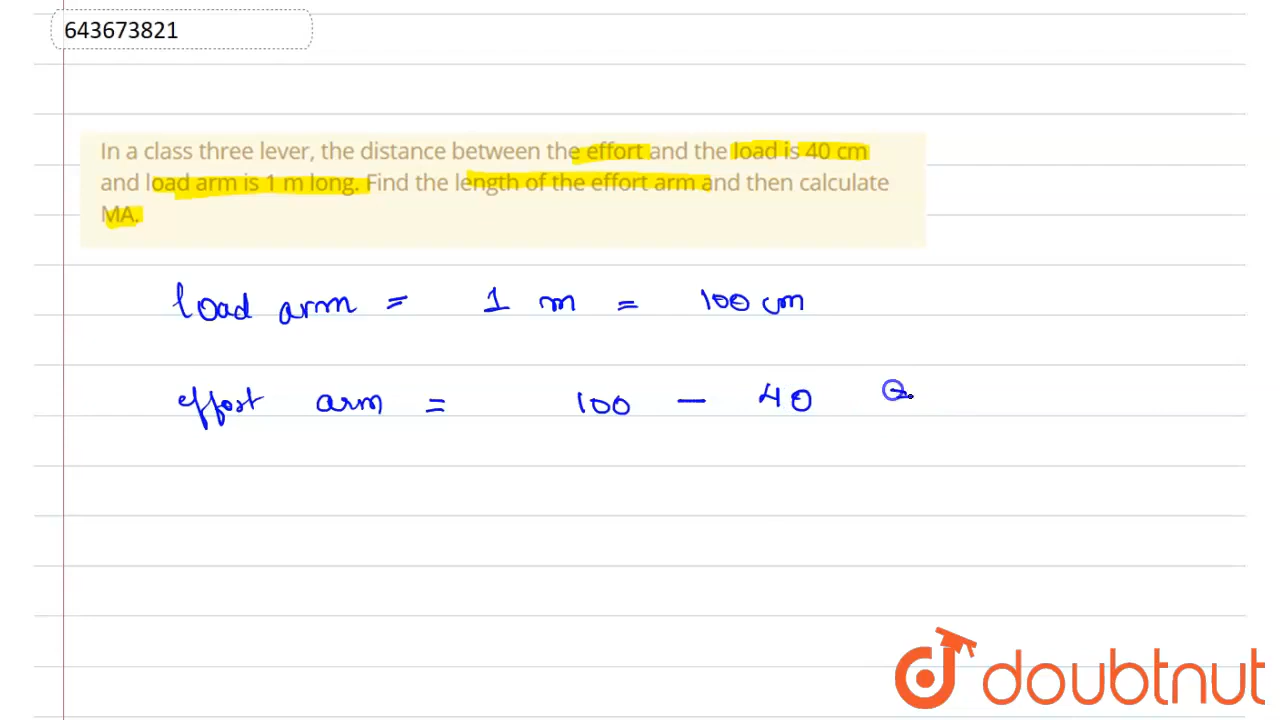 643673821
In a class three lever, the distance between the effort and the load is 40 cm
and load arm is 1 m long. Find the length of the effort arm and then calculate
MA.
load arm = 1 m = 100 cm
effort arm = 100 - 40 =
doubtnut